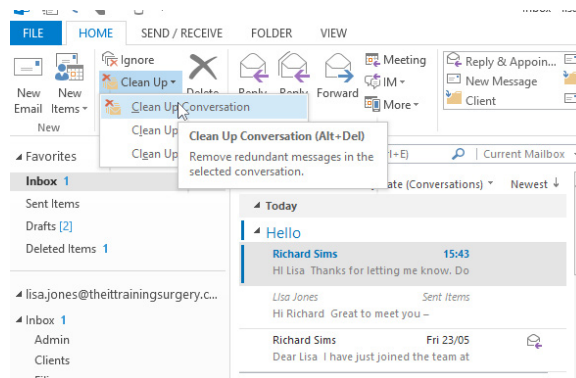 Inbox
FILE HOME SEND / RECEIVE FOLDER VIEW
New Email
New Items
New
Ignore
Clean Up
Delete
Reply
Reply
Forward
Meeting
IM
More
Reply & Appoin...
New Message
Client
Clean Up Conversation
Clean Up
Clean Up
Clean Up Conversation (Alt+Del)
Remove redundant messages in the
selected conversation.
Current Mailbox
(Conversations) Newest
Favorites
Inbox 1
Sent Items
Drafts [2]
Deleted Items 1
lisa.jones@theittrainingsurgery.c...
Inbox 1
Admin
Clients
Today
Hello
Richard Sims 15:43
HI Lisa Thanks for letting me know. Do
Lisa Jones Sent Items
Hi Richard Great to meet you –
Richard Sims Fri 23/05
Dear Lisa I have just joined the team at